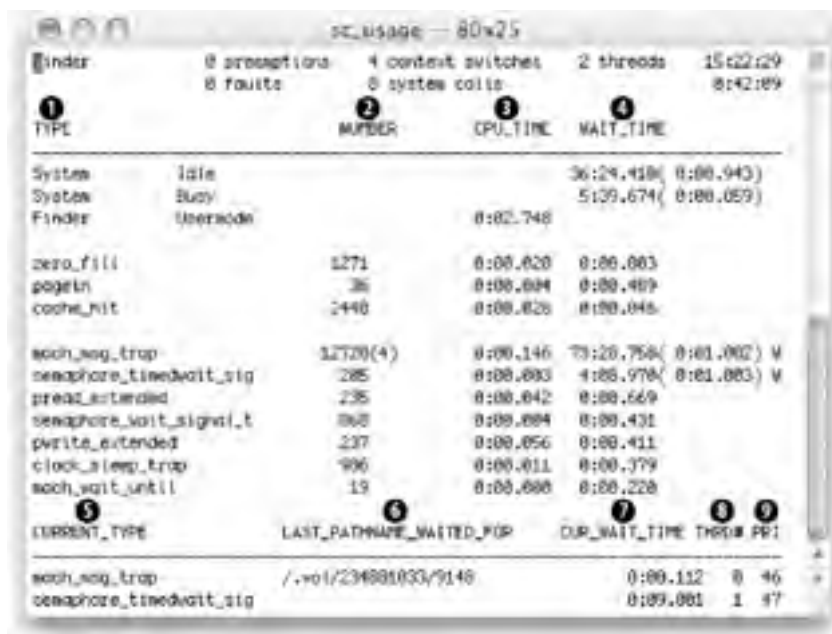 sc_usage — 80x25
Finder 0 preemptions 4 context switches 2 threads 15:22:29
0 faults 8 system calls 0:42:09
1 2 3 4
TYPE NUMBER CPU_TIME WAIT_TIME
System Idle 36:24.418( 0:00.943)
System Busy 5:39.674( 0:00.059)
Finder Usermode 0:02.748
zero_fill 1271 0:00.020 0:00.003
pagein 36 0:00.004 0:00.489
cache_hit 2448 0:00.026 0:00.046
mach_msg_trap 12720(4) 0:00.146 0:01.002) W
semaphore_timedwait_sig 205 0:00.003 4:08.970( 0:01.003) W
pread_extended 235 0:00.042 0:00.669
semaphore_wait_signal_t 868 0:00.004 0:00.431
pwrite_extended 237 0:00.056 0:00.411
clock_sleep_trap 906 0:00.011 0:00.379
mach_wait_until 19 0:00.000 0:00.220
5 6 7 8 9
CURRENT_TYPE LAST_PATHNAME_WAITED_FOR CUR_WAIT_TIME THRD# PRI
mach_msg_trap /.vol/234881033/9148 0:00.112 0 46
semaphore_timedwait_sig 0:09.001 1 47